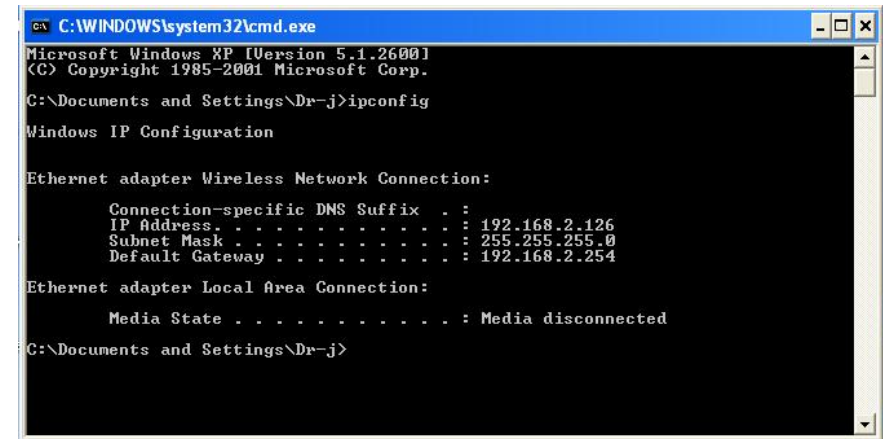 C:\WINDOWS\system32\cmd.exe
Microsoft Windows XP [Version 5.1.2600]
(C) Copyright 1985-2001 Microsoft Corp.
C:\Documents and Settings\Dr-j>ipconfig
Windows IP Configuration
Ethernet adapter Wireless Network Connection:
Connection-specific DNS Suffix  . :
IP Address. . . . . . . . . . . . : 192.168.2.126
Subnet Mask . . . . . . . . . . . : 255.255.255.0
Default Gateway . . . . . . . . . : 192.168.2.254
Ethernet adapter Local Area Connection:
Media State . . . . . . . . . . . : Media disconnected
C:\Documents and Settings\Dr-j>